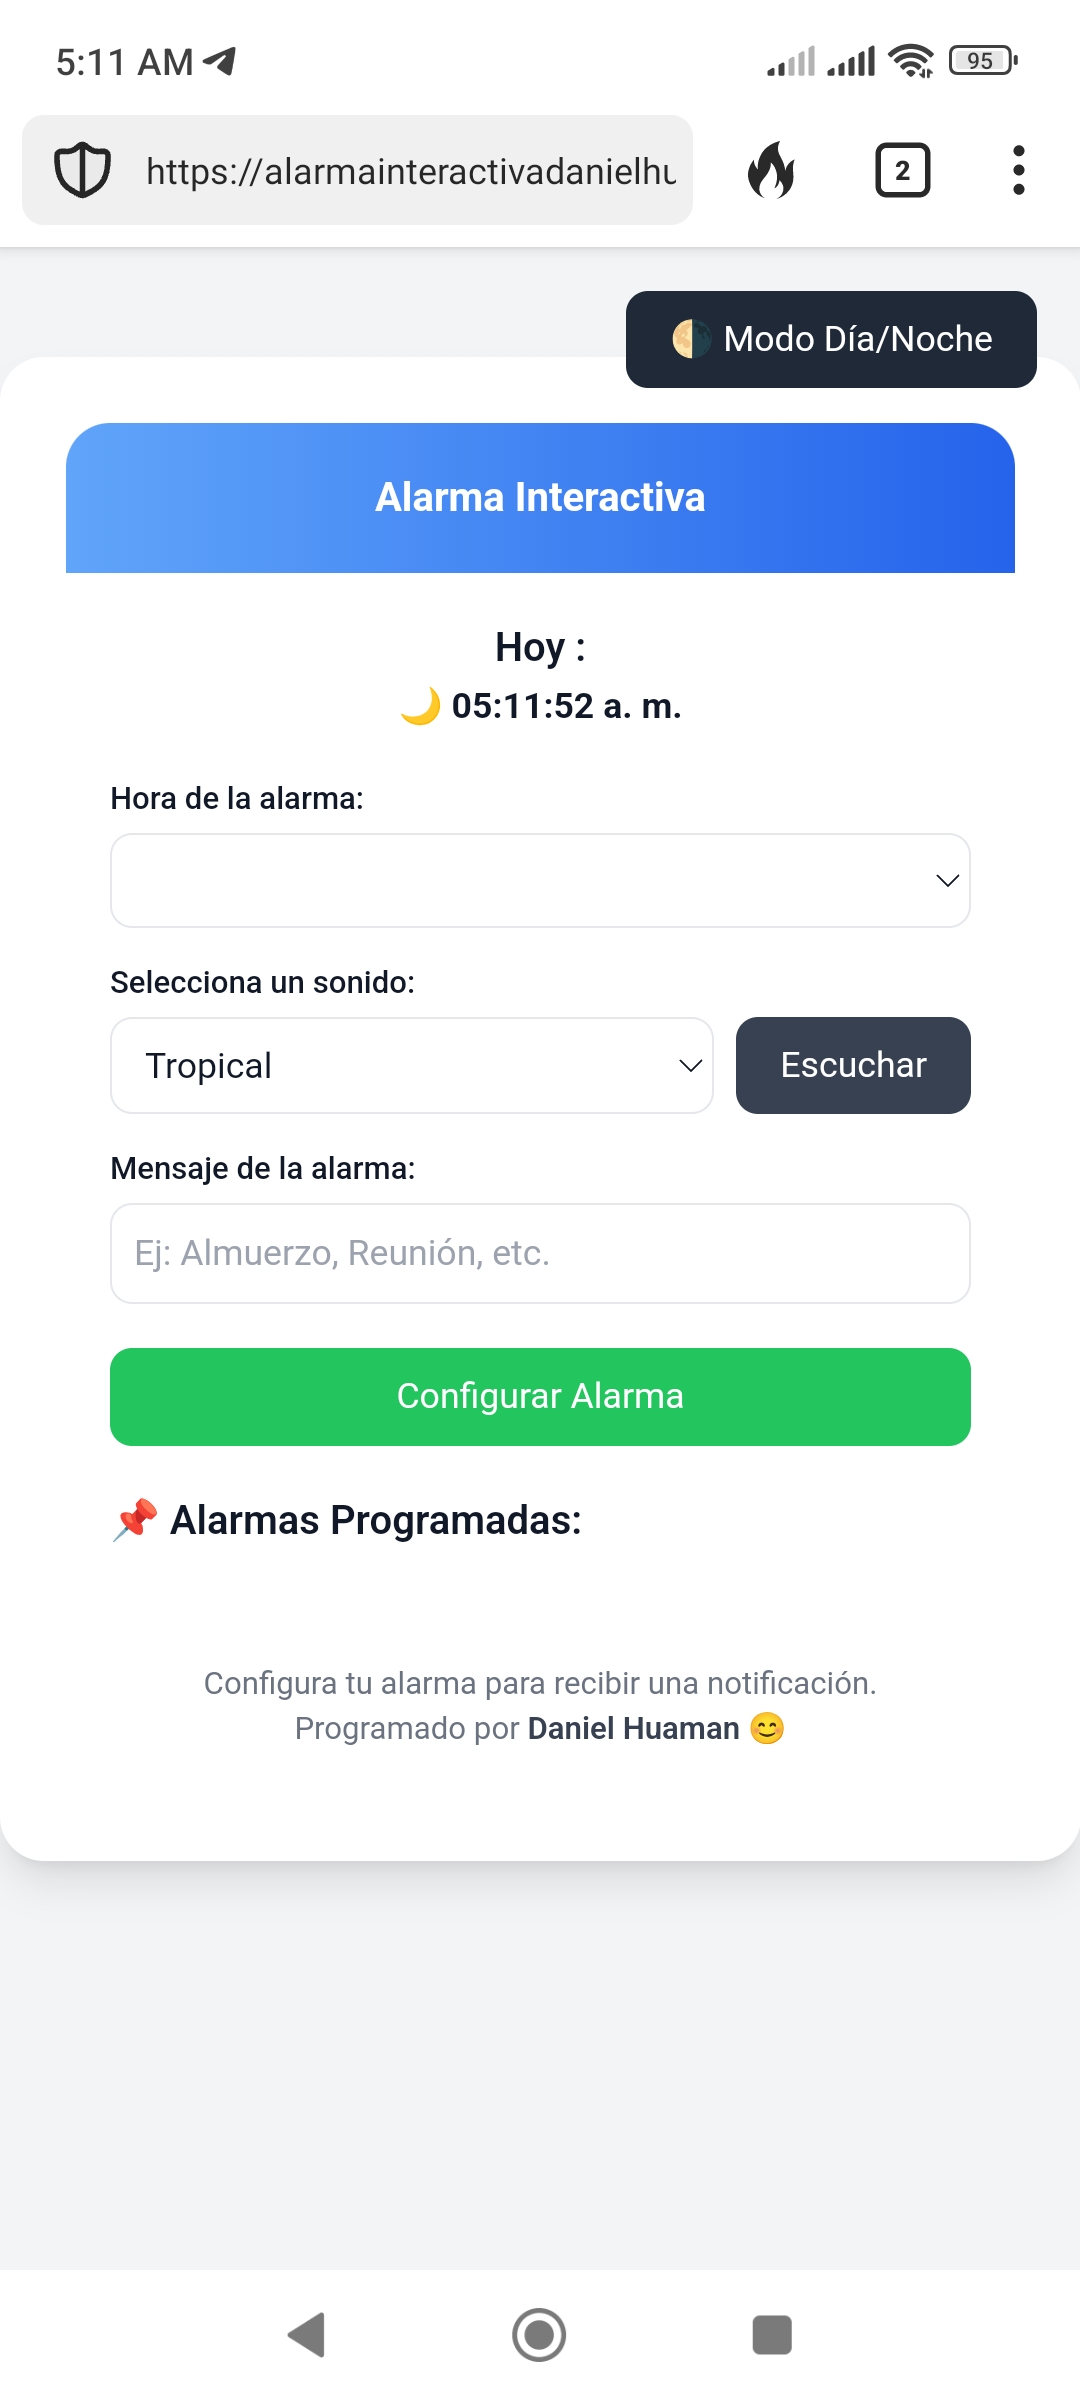 5:11 AM
95
https://alarmainteractivadanielhu
2
🌗 Modo Día/Noche
Alarma Interactiva
Hoy :
🌙 05:11:52 a. m.
Hora de la alarma:
Selecciona un sonido:
Tropical
Escuchar
Mensaje de la alarma:
Ej: Almuerzo, Reunión, etc.
Configurar Alarma
📌 Alarmas Programadas:
Configura tu alarma para recibir una notificación.
Programado por Daniel Huaman 😊